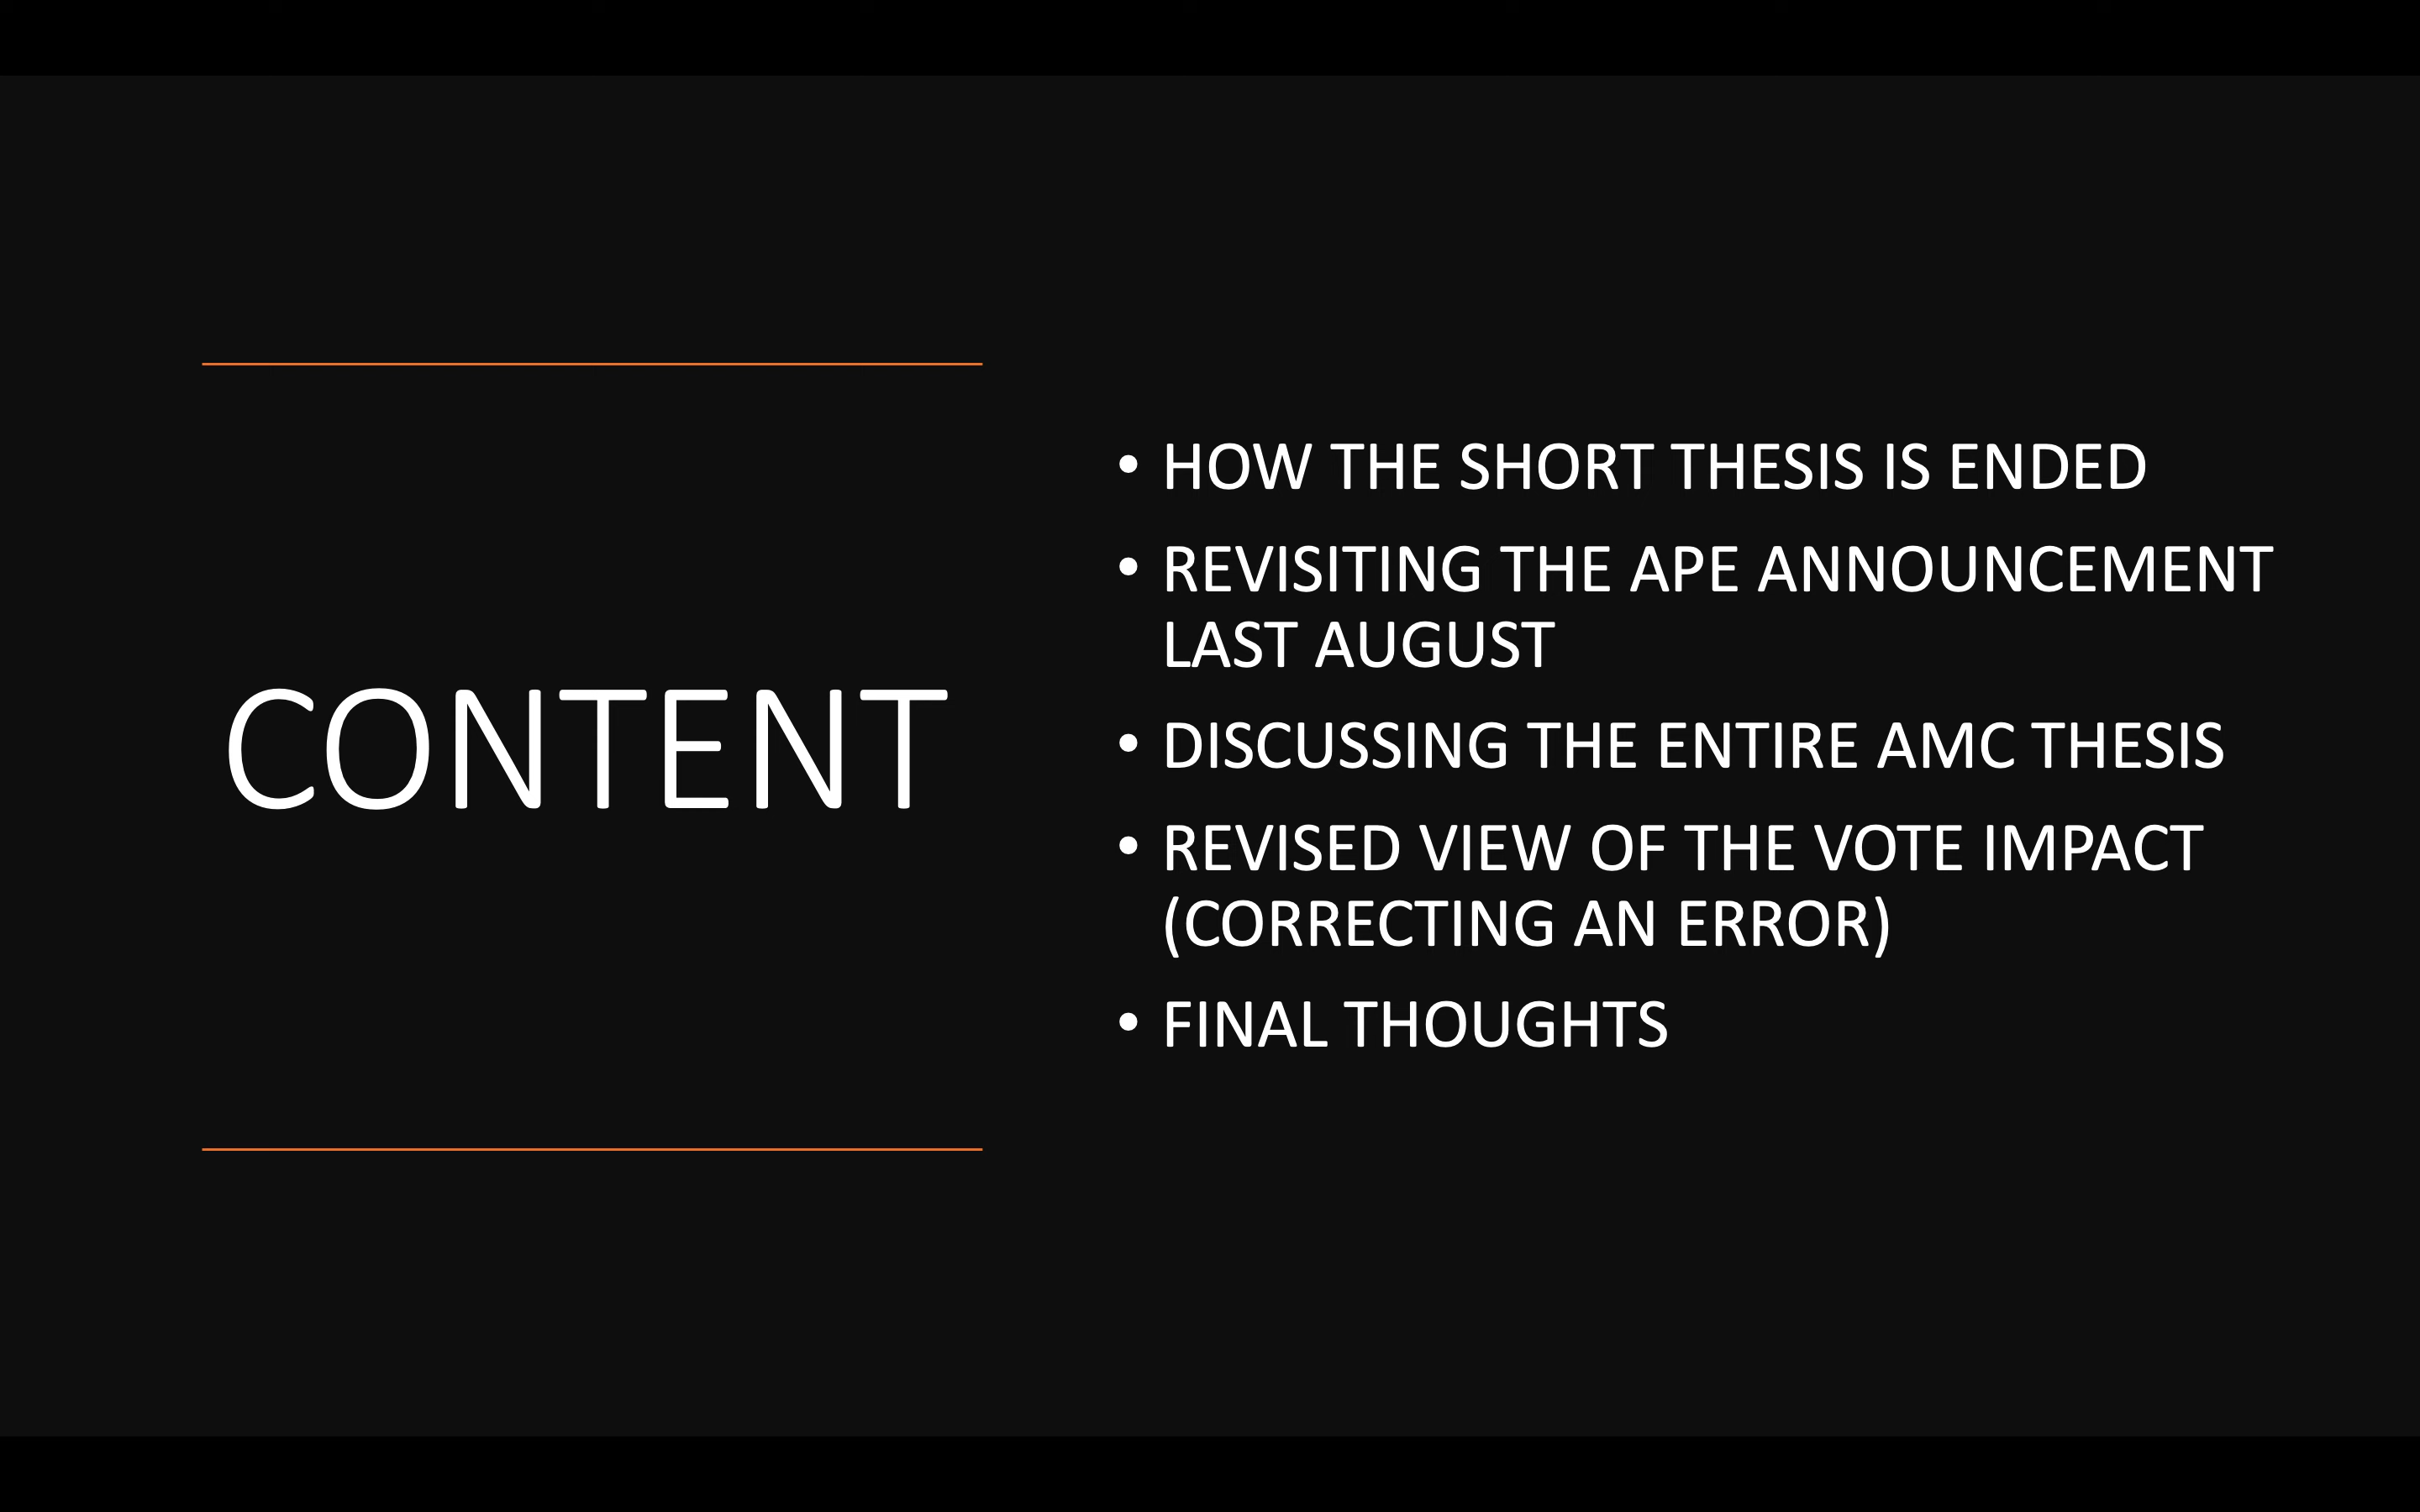 CONTENT
• HOW THE SHORT THESIS IS ENDED
• REVISITING THE APE ANNOUNCEMENT
LAST AUGUST
• DISCUSSING THE ENTIRE AMC THESIS
• REVISED VIEW OF THE VOTE IMPACT
(CORRECTING AN ERROR)
• FINAL THOUGHTS